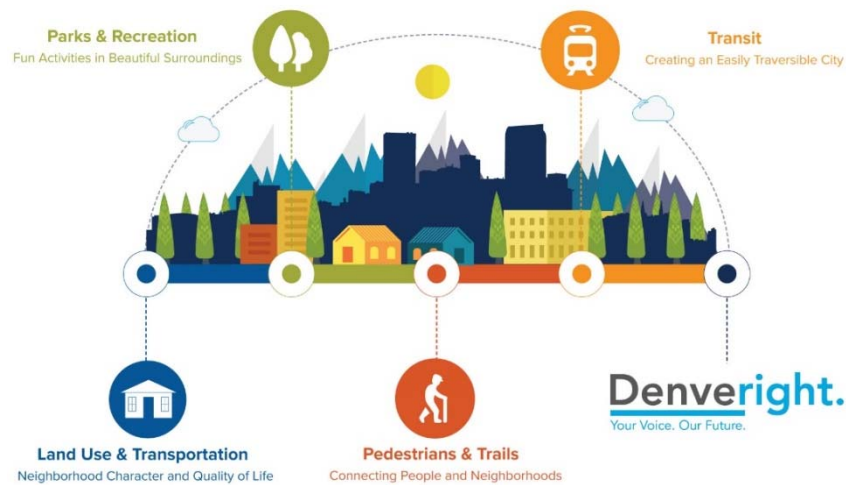 Parks & Recreation
Fun Activities in Beautiful Surroundings
Transit
Creating an Easily Traversible City
Land Use & Transportation
Neighborhood Character and Quality of Life
Pedestrians & Trails
Connecting People and Neighborhoods
Denveright.
Your Voice. Our Future.